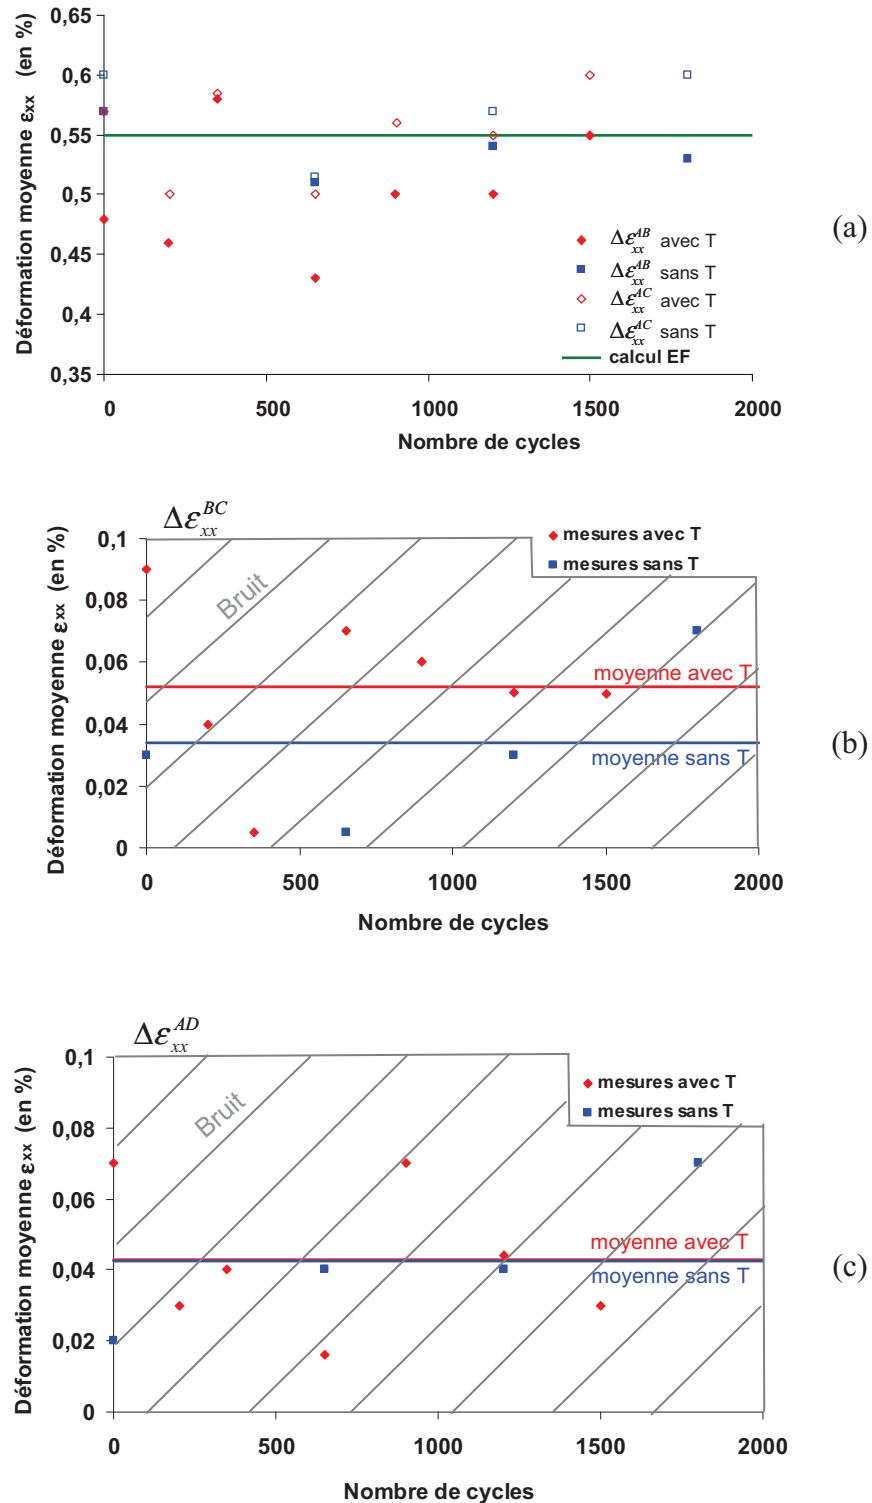 Déformation moyenne εxx (en %)
0,65
0,6
0,55
0,5
0,45
0,4
0,35
0 500 1000 1500 2000
Nombre de cycles
Δε_xx^AB avec T
Δε_xx^AB sans T
Δε_xx^AC avec T
Δε_xx^AC sans T
calcul EF
(a)
Δε_xx^BC
Déformation moyenne εxx (en %)
0,1
0,08
0,06
0,04
0,02
0
0 500 1000 1500 2000
Nombre de cycles
Bruit
mesures avec T
mesures sans T
moyenne avec T
moyenne sans T
(b)
Δε_xx^AD
Déformation moyenne εxx (en %)
0,1
0,08
0,06
0,04
0,02
0
0 500 1000 1500 2000
Nombre de cycles
Bruit
mesures avec T
mesures sans T
moyenne avec T
moyenne sans T
(c)